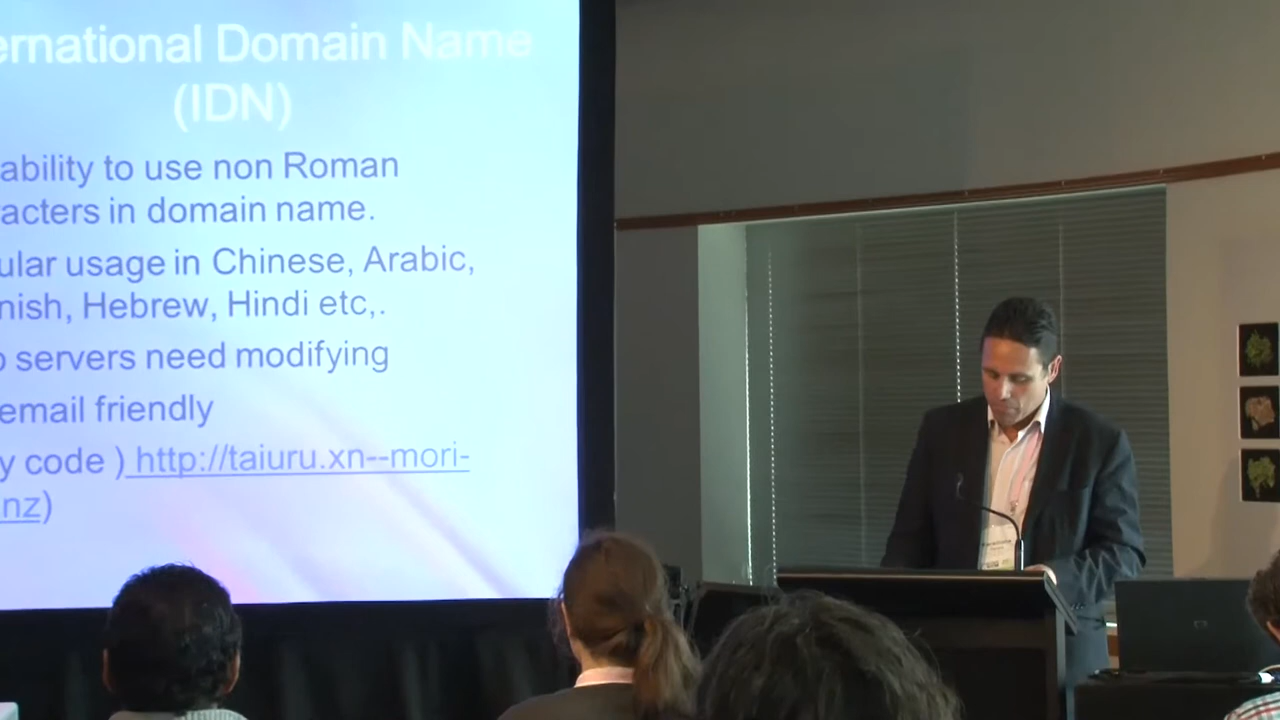 ernational Domain Name
(IDN)
ability to use non Roman
racters in domain name.
ular usage in Chinese, Arabic,
nish, Hebrew, Hindi etc,.
o servers need modifying
email friendly
y code ) http://taiuru.xn--mori-
nz)